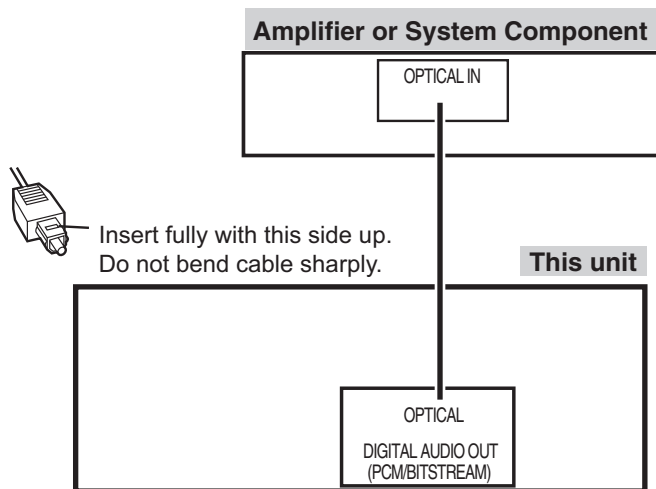 Amplifier or System Component
OPTICAL IN
Insert fully with this side up.
Do not bend cable sharply.
This unit
OPTICAL
DIGITAL AUDIO OUT
(PCM/BITSTREAM)